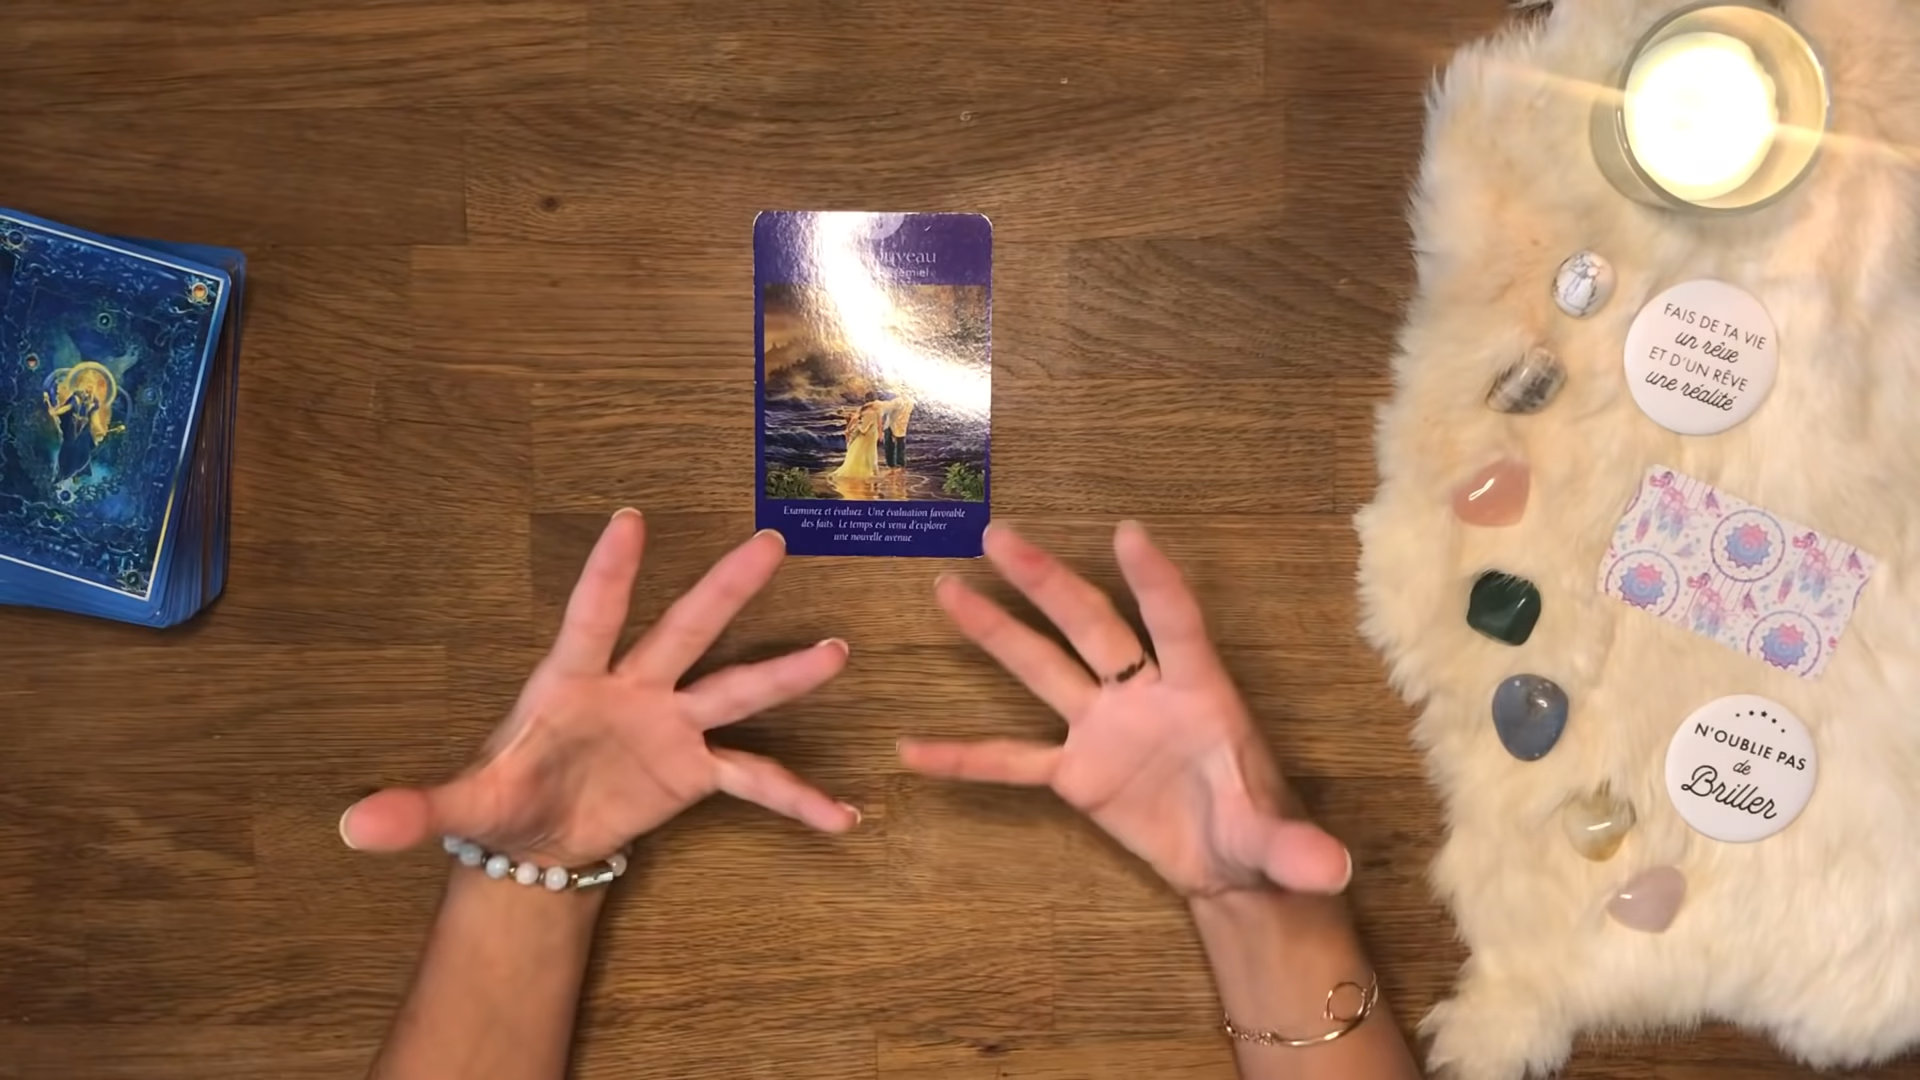 Examinez et évaluez. Une évaluation favorable
des faits. Le temps est venu d'explorer
une nouvelle avenue
FAIS DE TA VIE
un rêve
ET D'UN RÊVE
une réalité
N'OUBLIE PAS
de
Briller